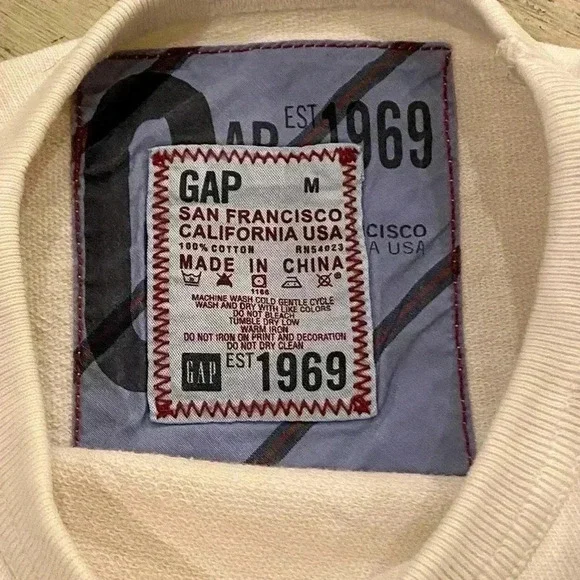 GAP EST 1969
GAP M
SAN FRANCISCO
CALIFORNIA USA
100% COTTON RN54023
MADE IN CHINA
1166
MACHINE WASH COLD GENTLE CYCLE
WASH AND DRY WITH LIKE COLORS
DO NOT BLEACH
TUMBLE DRY LOW
WARM IRON
DO NOT IRON ON PRINT AND DECORATION
DO NOT DRY CLEAN
GAP EST 1969
CISCO
A USA